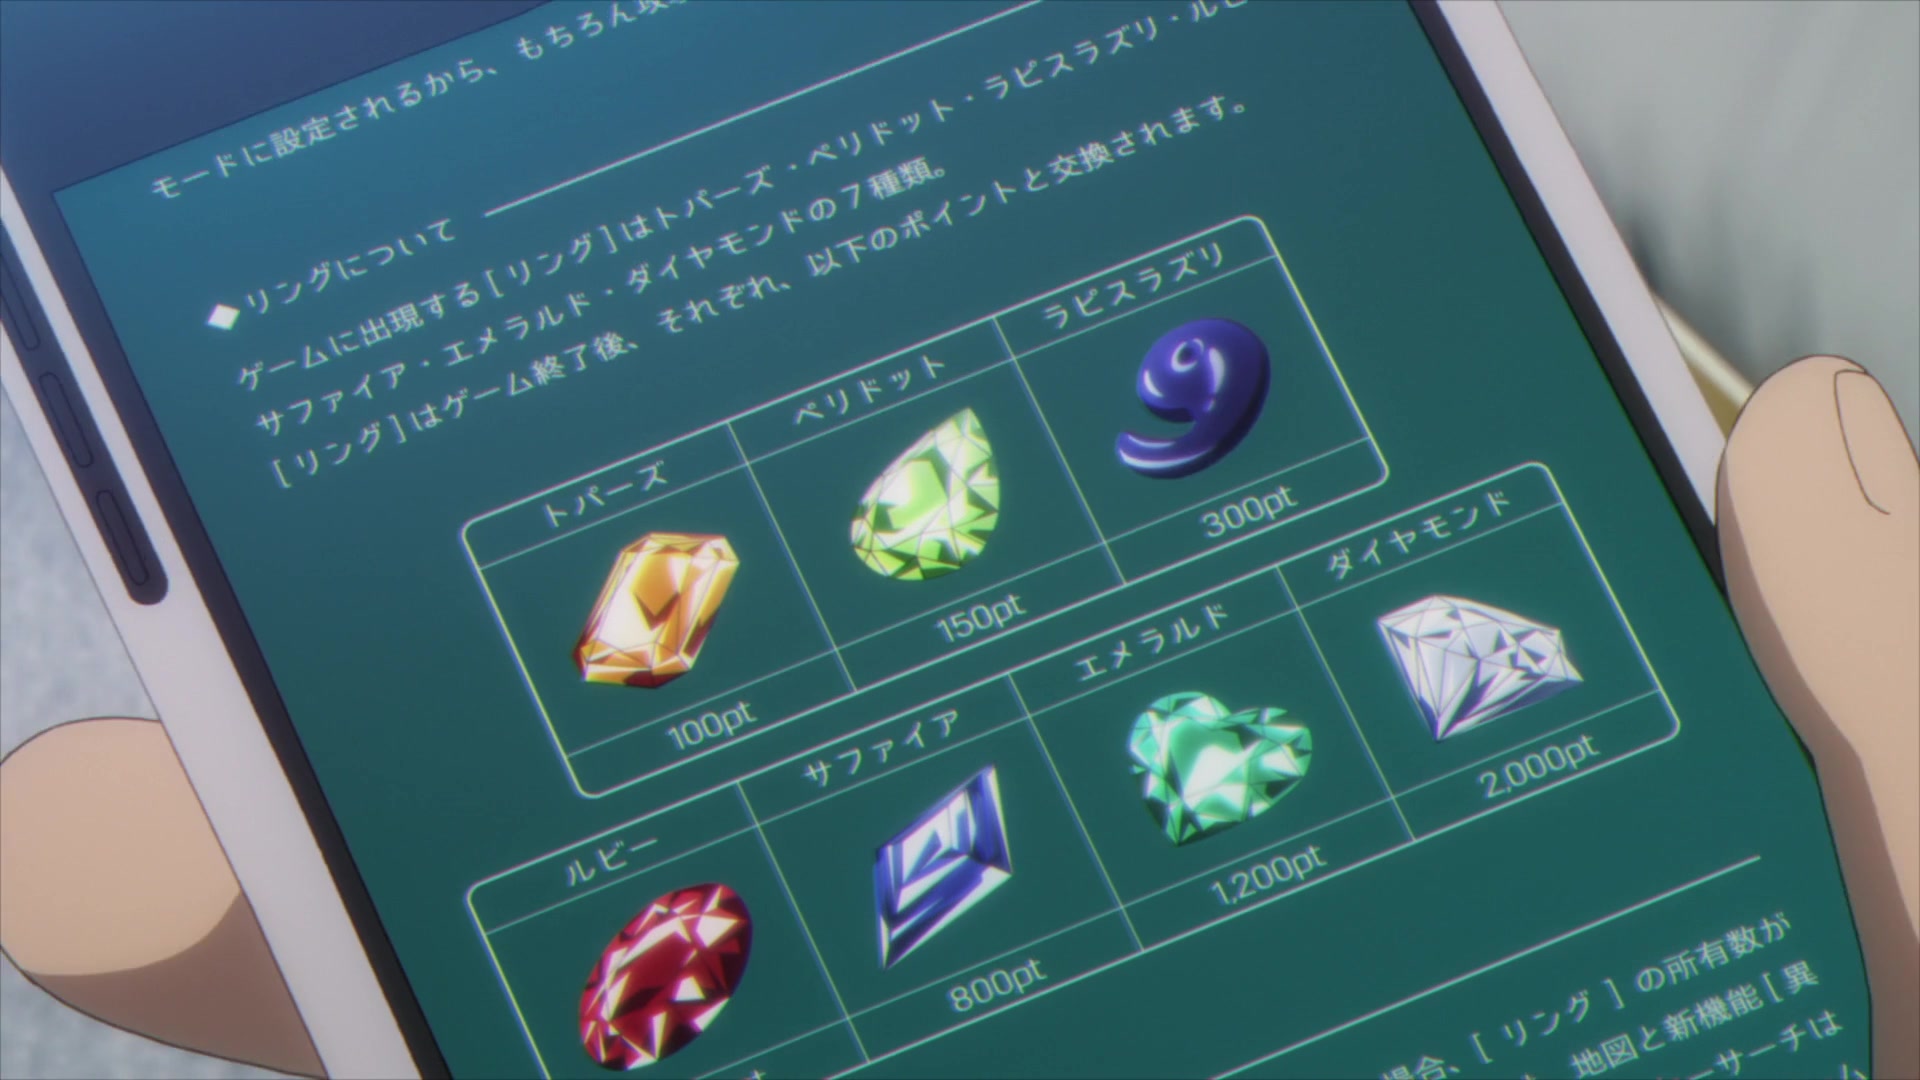 モードに設定されるから、もちろん
◆リングについて
ゲームに出現する[リング]はトパーズ・ペリドット・ラピスラズリ・ルビ
サファイア・エメラルド・ダイヤモンドの7種類。
[リング]はゲーム終了後、それぞれ、以下のポイントと交換されます。
トパーズ
ペリドット
ラピスラズリ
100pt
150pt
300pt
ルビー
サファイア
エメラルド
ダイヤモンド
800pt
1,200pt
2,000pt
場合、[リング]の所有数が
地図と新機能[異
ーサーチは